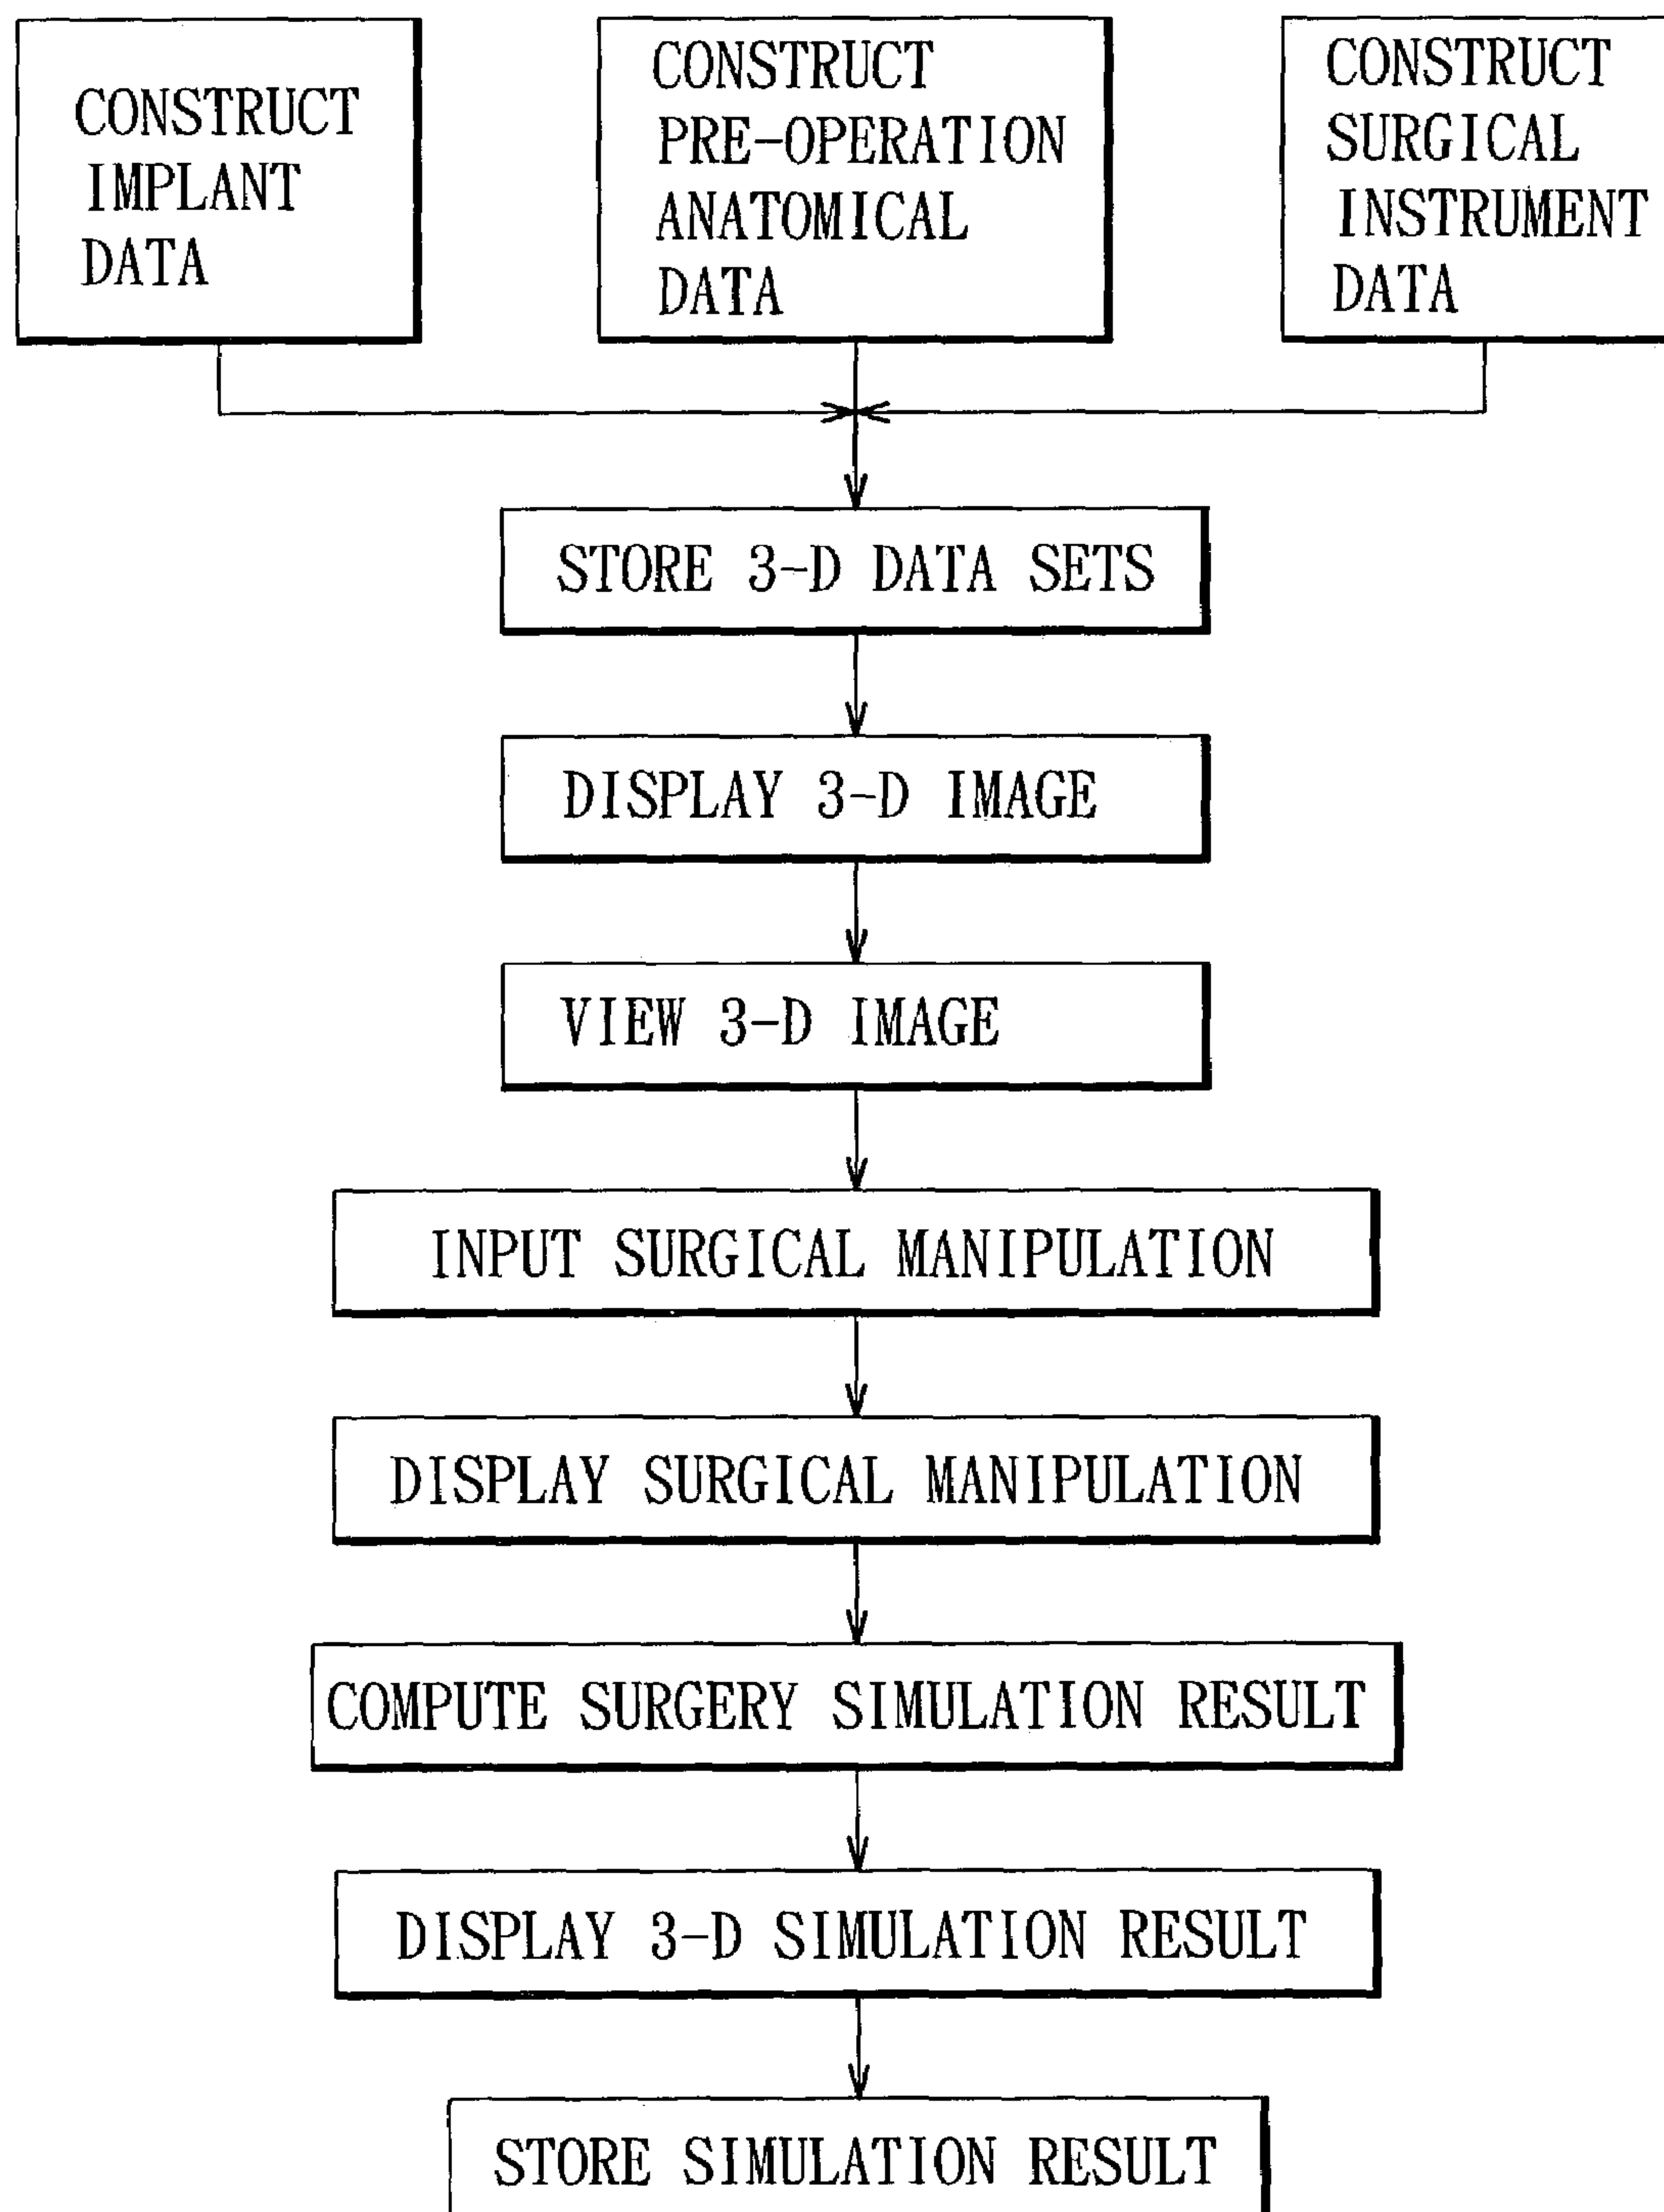 CONSTRUCT
IMPLANT
DATA
CONSTRUCT
PRE-OPERATION
ANATOMICAL
DATA
CONSTRUCT
SURGICAL
INSTRUMENT
DATA
STORE 3-D DATA SETS
DISPLAY 3-D IMAGE
VIEW 3-D IMAGE
INPUT SURGICAL MANIPULATION
DISPLAY SURGICAL MANIPULATION
COMPUTE SURGERY SIMULATION RESULT
DISPLAY 3-D SIMULATION RESULT
STORE SIMULATION RESULT